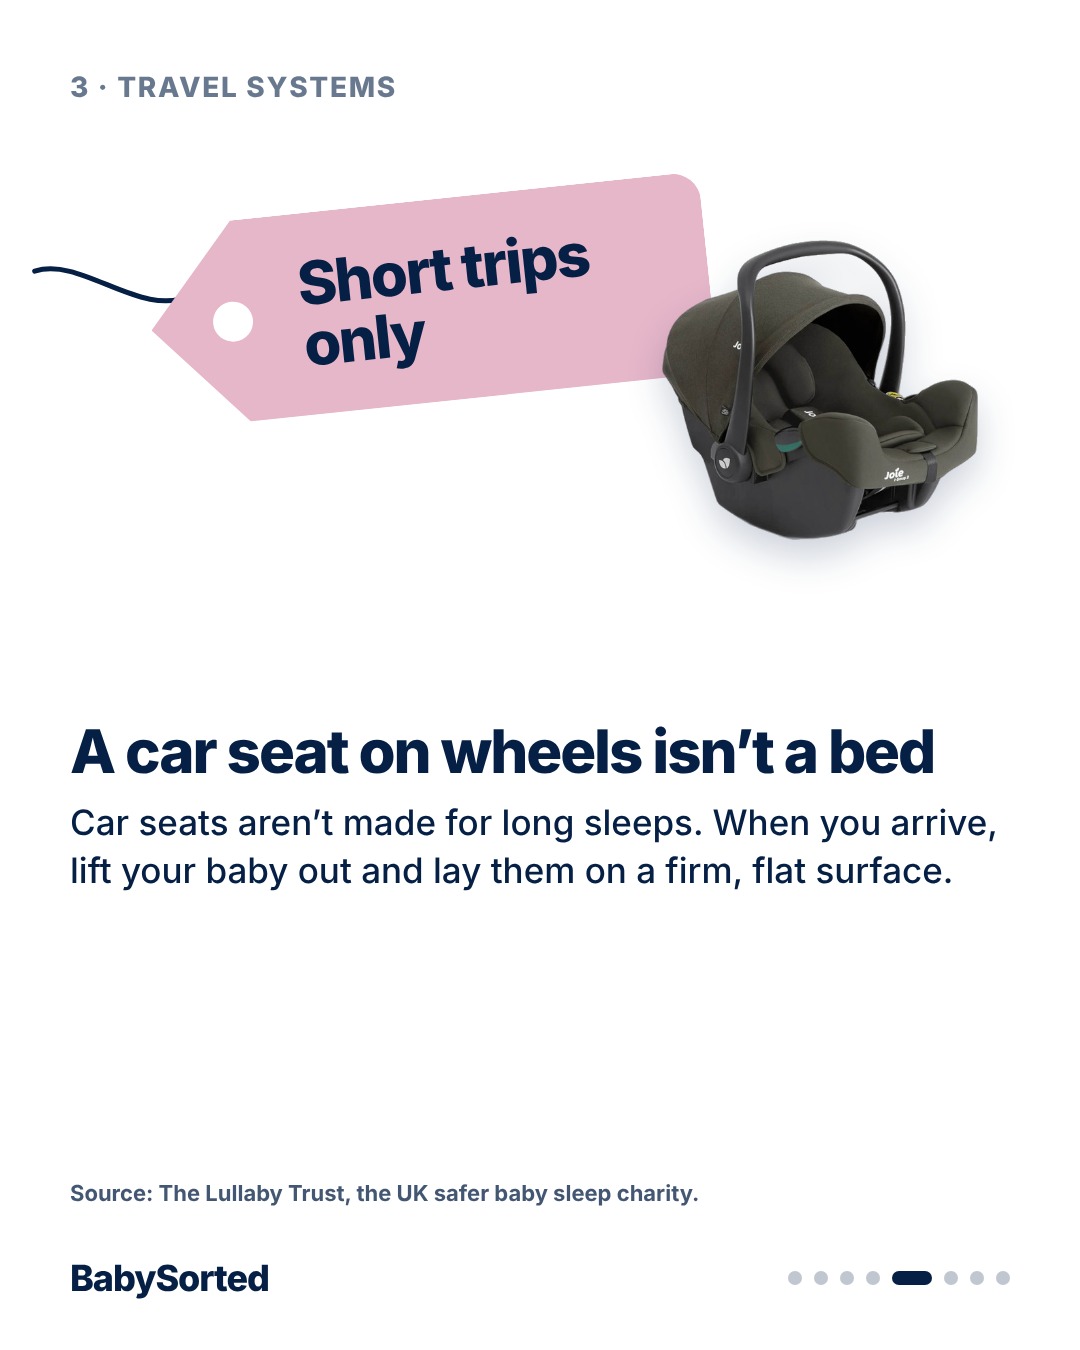 3 · TRAVEL SYSTEMS
Short trips
only
Joie
A car seat on wheels isn’t a bed
Car seats aren’t made for long sleeps. When you arrive,
lift your baby out and lay them on a firm, flat surface.
Source: The Lullaby Trust, the UK safer baby sleep charity.
BabySorted